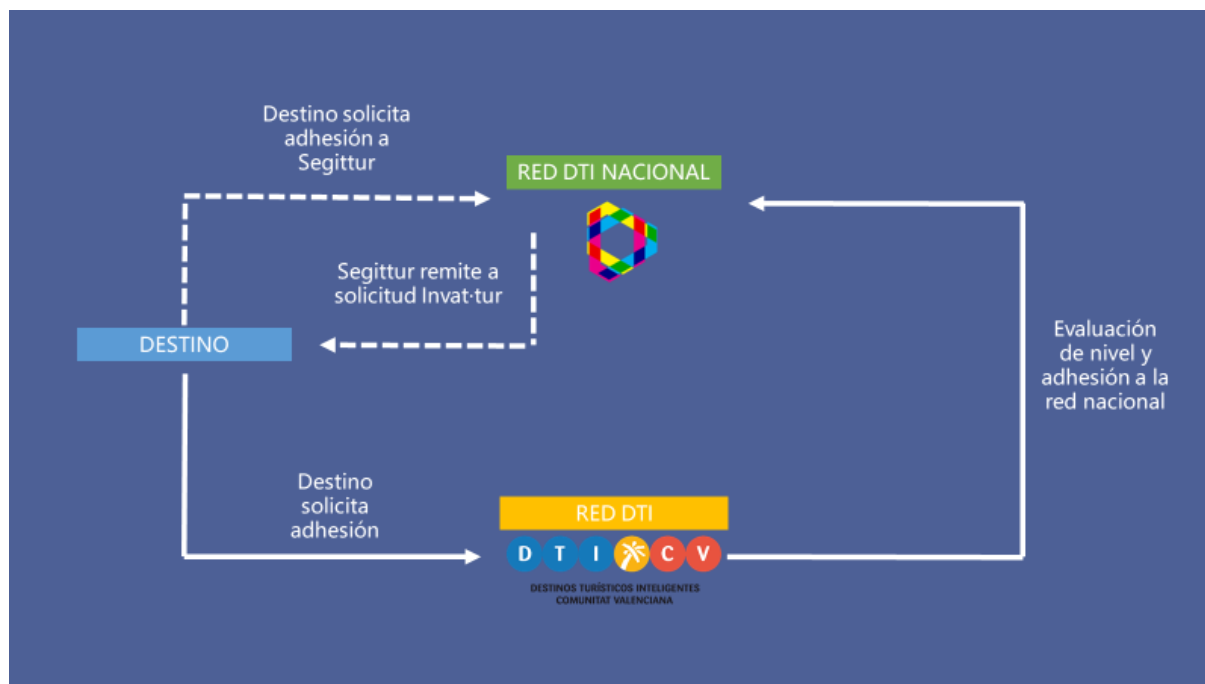 Destino solicita
adhesión a
Segittur
RED DTI NACIONAL
Segittur remite a
solicitud Invat·tur
DESTINO
Evaluación
de nivel y
adhesión a la
red nacional
Destino
solicita
adhesión
RED DTI
D T I C V
DESTINOS TURÍSTICOS INTELIGENTES
COMUNITAT VALENCIANA